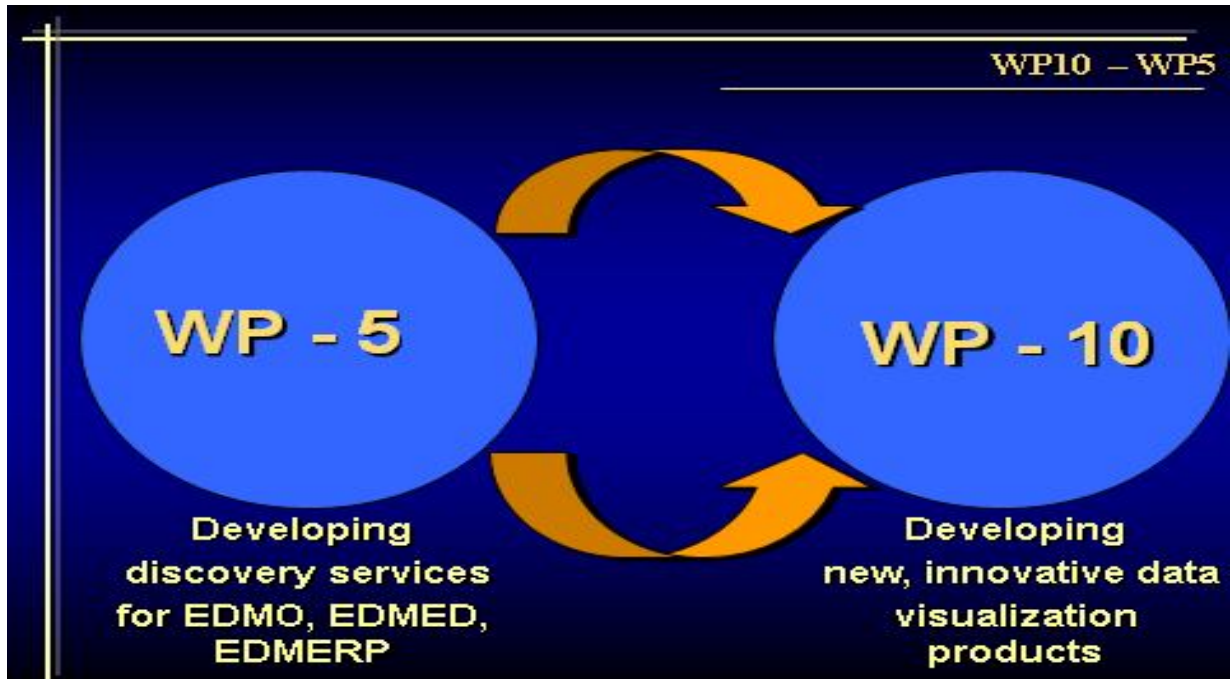 WP10 – WP5
WP - 5
WP - 10
Developing
discovery services
for EDMO, EDMED,
EDMERP
Developing
new, innovative data
visualization
products